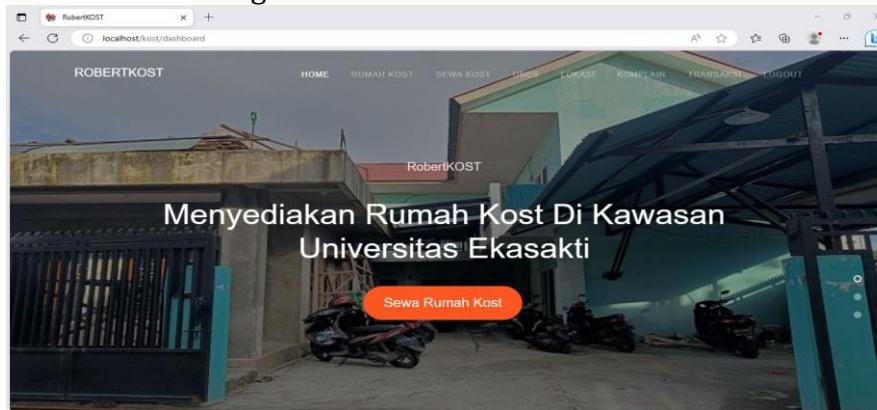 RobertKOST
localhost/kost/dashboard
ROBERTKOST
HOME RUMAH KOST SEWA KOST UNES LOKASI KOMPLAIN TRANSAKSI LOGOUT
RobertKOST
Menyediakan Rumah Kost Di Kawasan
Universitas Ekasakti
Sewa Rumah Kost